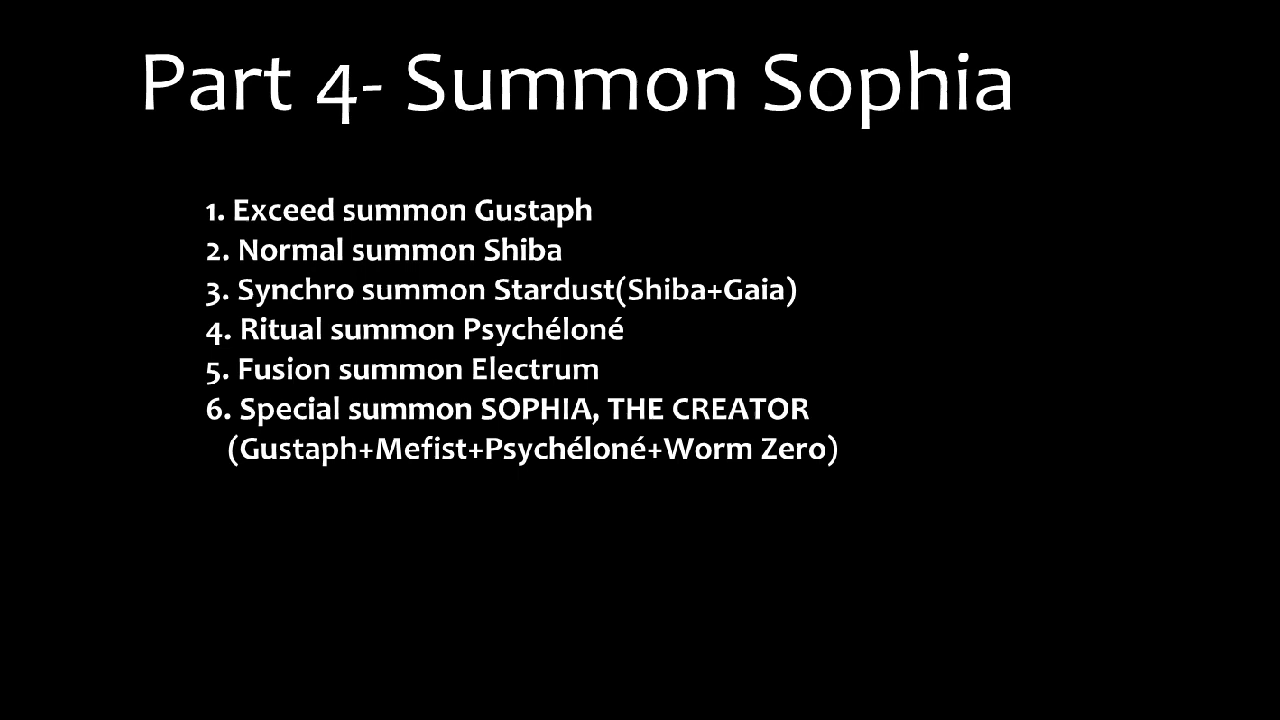 Part 4- Summon Sophia
1. Exceed summon Gustaph
2. Normal summon Shiba
3. Synchro summon Stardust(Shiba+Gaia)
4. Ritual summon Psychéloné
5. Fusion summon Electrum
6. Special summon SOPHIA, THE CREATOR
(Gustaph+Mefist+Psychéloné+Worm Zero)